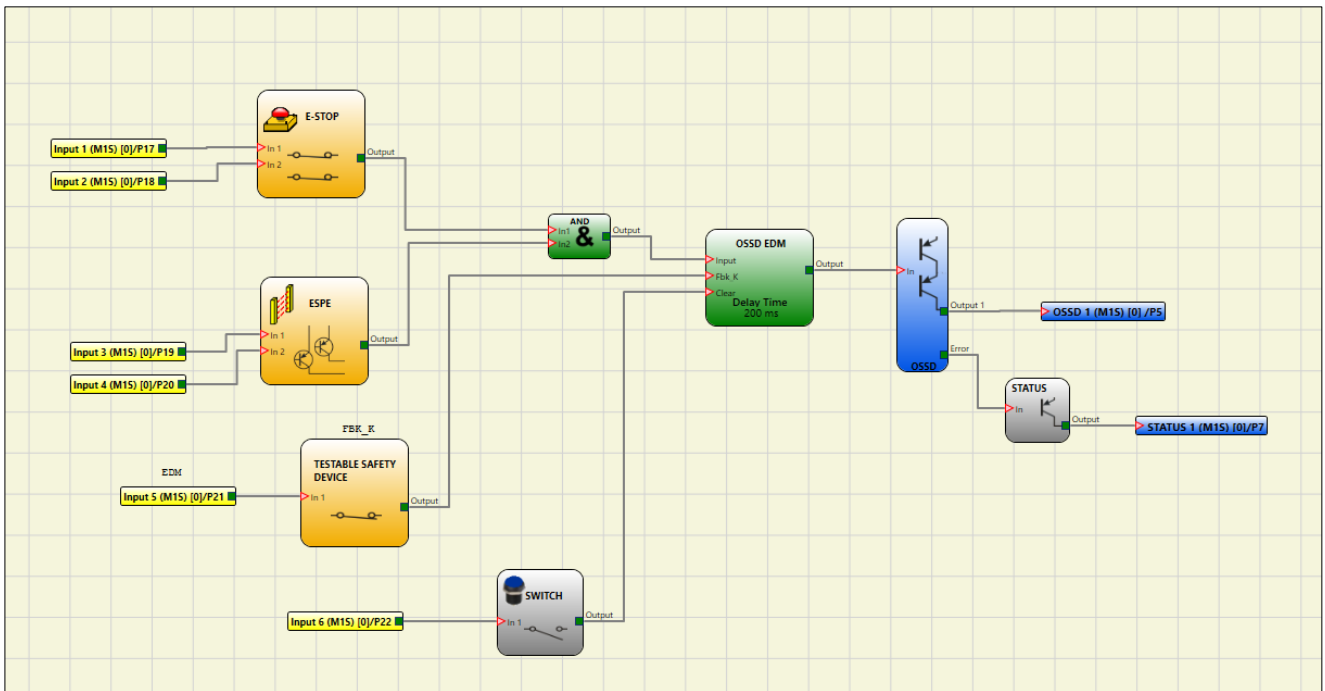 E-STOP
Input 1 (M1S) [0]/P17
In 1
Output
Input 2 (M1S) [0]/P18
In 2
AND
&
In1
In2
Output
OSSD EDM
Input
Fbk_K
Clear
Output
Delay Time
200 ms
In
Output 1
OSSD 1 (M1S) [0] /P5
Error
OSSD
ESPE
In 1
In 2
Output
Input 3 (M1S) [0]/P19
Input 4 (M1S) [0]/P20
STATUS
In
Output
STATUS 1 (M1S) [0]/P7
FBK_K
TESTABLE SAFETY
DEVICE
EDM
Input 5 (M1S) [0]/P21
In 1
Output
SWITCH
Input 6 (M1S) [0]/P22
In 1
Output